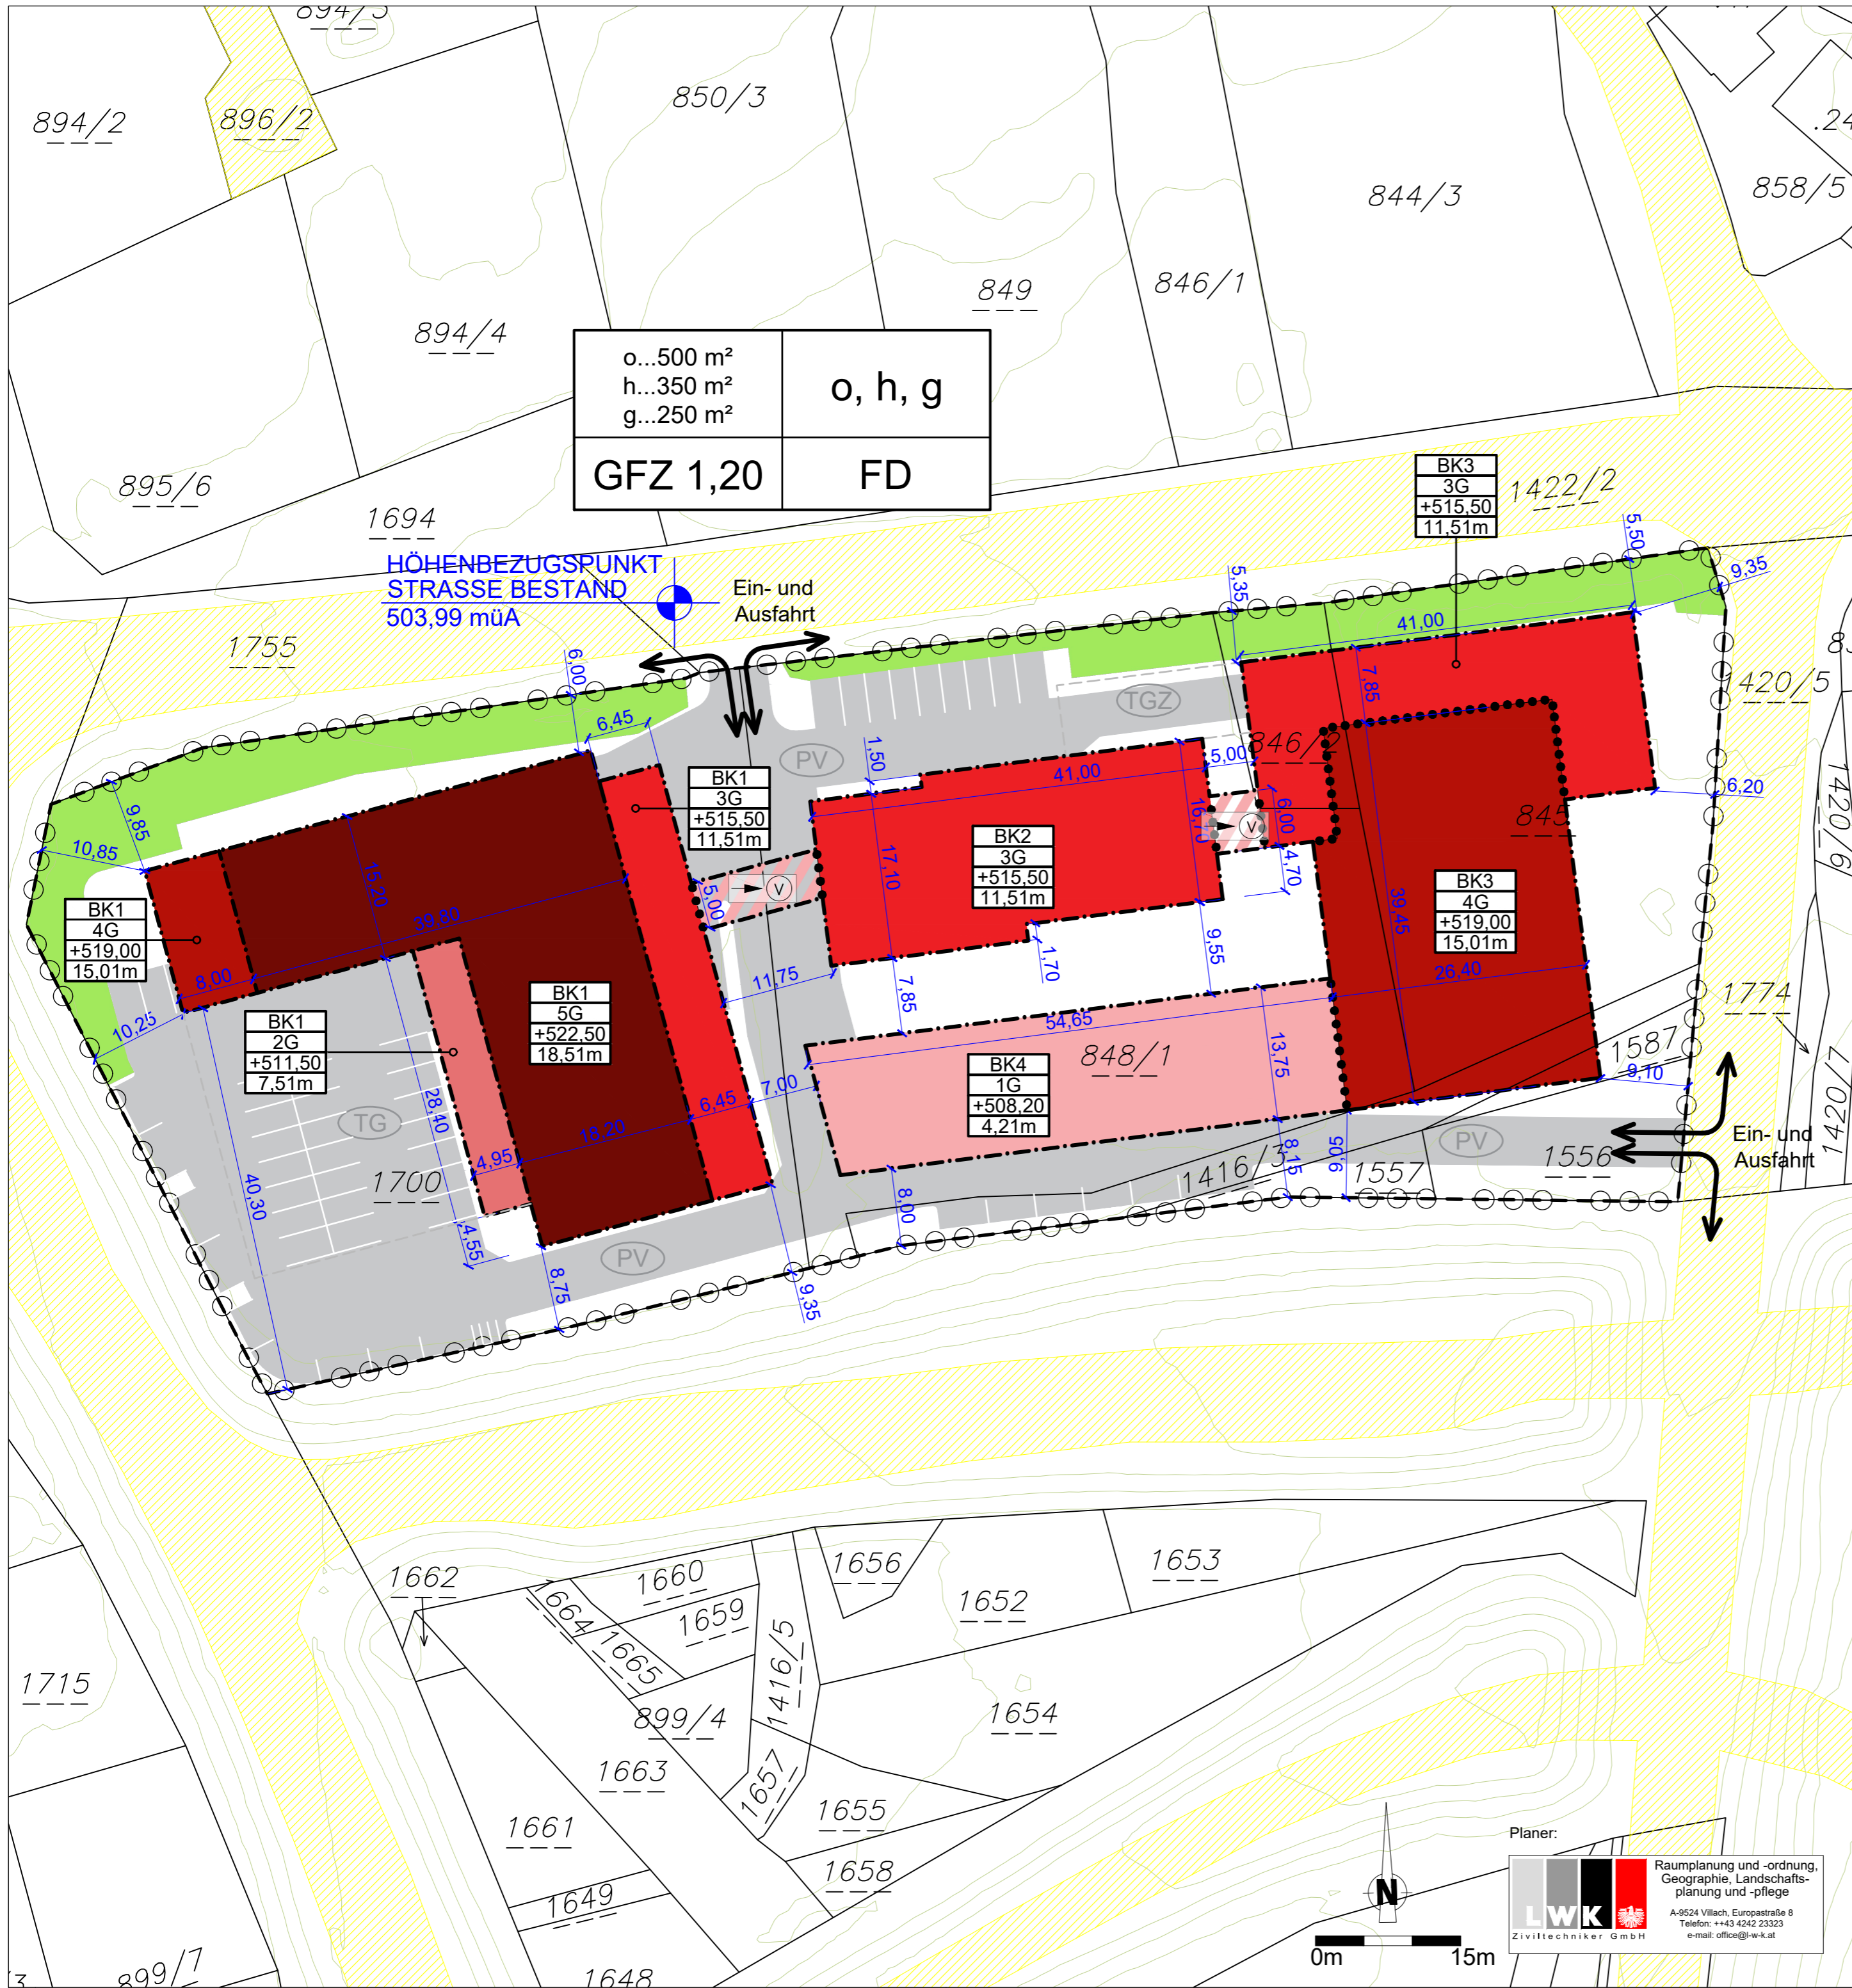 894/3
894/2
896/2
850/3
844/3
858/5
849
846/1
894/4
o...500 m²
h...350 m²
g...250 m²
o, h, g
GFZ 1,20
FD
895/6
1694
BK3
3G
+515,50
11,51m
1422/2
HÖHENBEZUGSPUNKT
STRASSE BESTAND
503,99 müA
Ein- und
Ausfahrt
1755
6,00
5,35
5,50
9,35
41,00
6,45
7,85
TGZ
1420/5
PV
BK1
3G
+515,50
11,51m
1,50
41,00
5,00
846/2
845
6,20
1420/6
9,85
10,85
15,20
39,80
5,00
17,10
BK2
3G
+515,50
11,51m
16,70
V
V
6,00
4,70
39,45
BK3
4G
+519,00
15,01m
BK1
4G
+519,00
15,01m
8,00
10,25
11,75
7,85
1,70
9,55
26,40
1774
BK1
2G
+511,50
7,51m
BK1
5G
+522,50
18,51m
54,65
848/1
13,75
BK4
1G
+508,20
4,21m
1587
9,10
1420/7
TG
28,40
18,20
6,45
7,00
4,95
1700
40,30
4,55
PV
8,75
9,35
8,00
1416/3
8,15
9,05
PV
1557
1556
Ein- und
Ausfahrt
1662
1660
1659
1664
1665
1656
1652
1653
1416/5
1715
899/4
1654
1663
1657
1655
1661
1658
1649
1648
899/7
N
0m
15m
Planer:
LWK
Ziviltechniker GmbH
Raumplanung und -ordnung,
Geographie, Landschafts-
planung und -pflege
A-9524 Villach, Europastraße 8
Telefon: ++43 4242 23323
e-mail: office@l-w-k.at